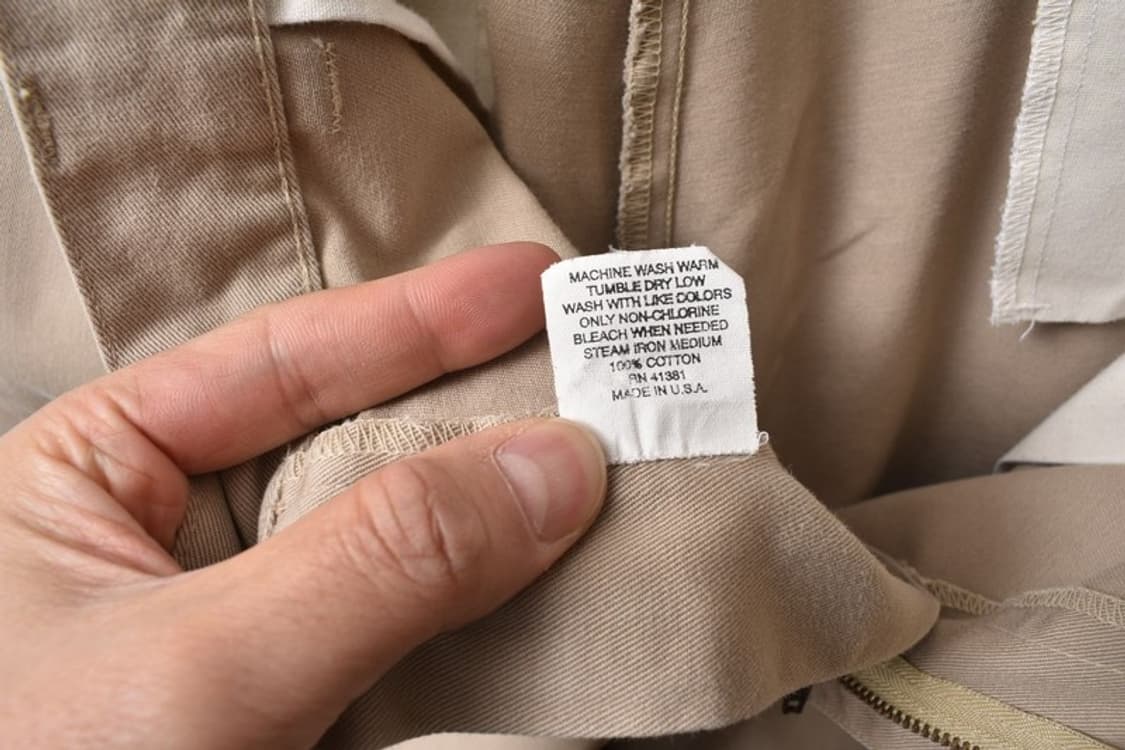 MACHINE WASH WARM
TUMBLE DRY LOW
WASH WITH LIKE COLORS
ONLY NON-CHLORINE
BLEACH WHEN NEEDED
STEAM IRON MEDIUM
100% COTTON
RN 41381
MADE IN U.S.A.